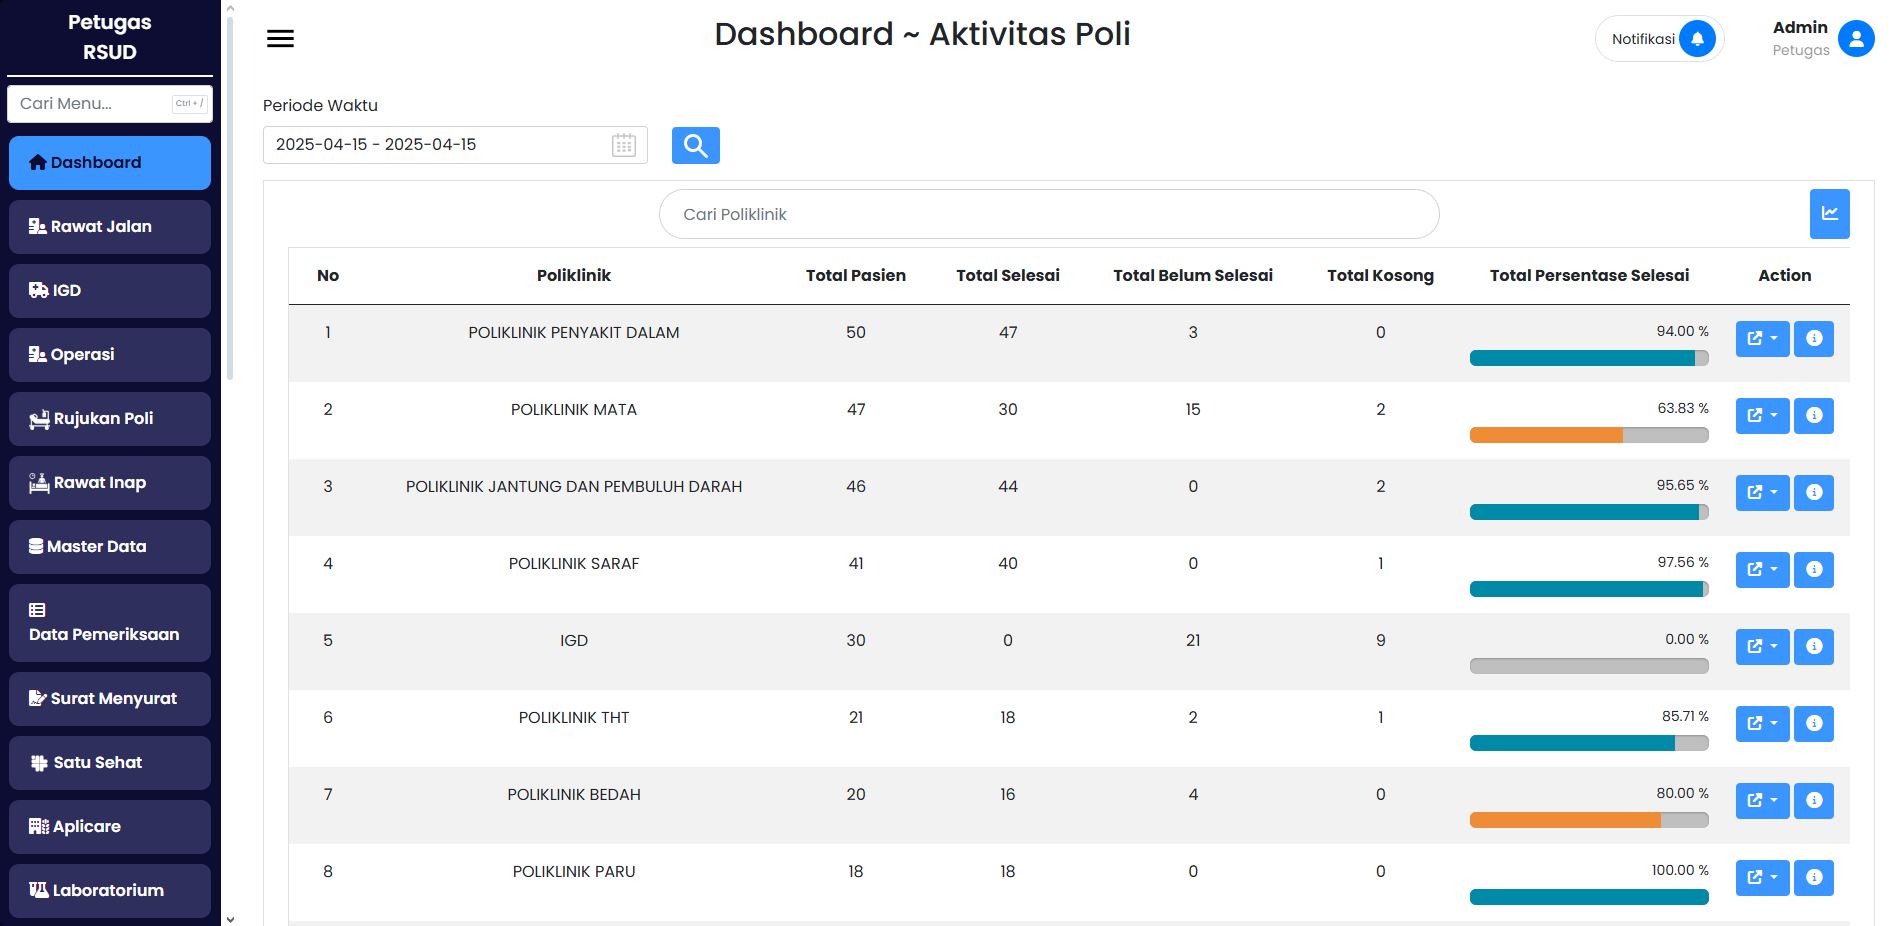 Petugas
RSUD
Cari Menu...
Ctrl + /
Dashboard
Rawat Jalan
IGD
Operasi
Rujukan Poli
Rawat Inap
Master Data
Data Pemeriksaan
Surat Menyurat
Satu Sehat
Aplicare
Laboratorium
Dashboard ~ Aktivitas Poli
Notifikasi
Admin
Petugas
Periode Waktu
2025-04-15 - 2025-04-15
Cari Poliklinik
No Poliklinik Total Pasien Total Selesai Total Belum Selesai Total Kosong Total Persentase Selesai Action
1 POLIKLINIK PENYAKIT DALAM 50 47 3 0 94.00 %
2 POLIKLINIK MATA 47 30 15 2 63.83 %
3 POLIKLINIK JANTUNG DAN PEMBULUH DARAH 46 44 0 2 95.65 %
4 POLIKLINIK SARAF 41 40 0 1 97.56 %
5 IGD 30 0 21 9 0.00 %
6 POLIKLINIK THT 21 18 2 1 85.71 %
7 POLIKLINIK BEDAH 20 16 4 0 80.00 %
8 POLIKLINIK PARU 18 18 0 0 100.00 %